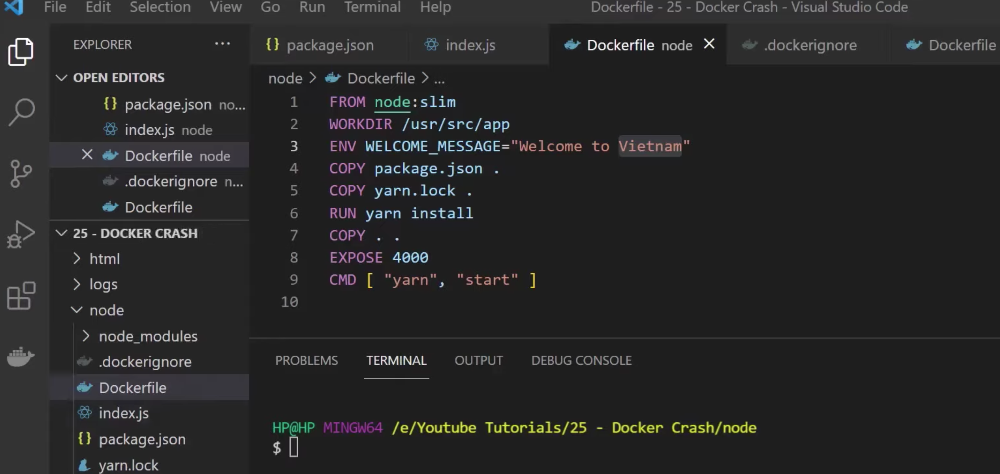 File Edit Selection View Go Run Terminal Help Dockerfile - 25 - Docker Crash - Visual Studio Code
EXPLORER ...
OPEN EDITORS
{} package.json no...
index.js node
Dockerfile node
.dockerignore n...
Dockerfile
25 - DOCKER CRASH
html
logs
node
node_modules
.dockerignore
Dockerfile
index.js
{} package.json
yarn.lock
{} package.json index.js Dockerfile node .dockerignore Dockerfile
node > Dockerfile > ...
1 FROM node:slim
2 WORKDIR /usr/src/app
3 ENV WELCOME_MESSAGE="Welcome to Vietnam"
4 COPY package.json .
5 COPY yarn.lock .
6 RUN yarn install
7 COPY . .
8 EXPOSE 4000
9 CMD [ "yarn", "start" ]
10
PROBLEMS TERMINAL OUTPUT DEBUG CONSOLE
HP@HP MINGW64 /e/Youtube Tutorials/25 - Docker Crash/node
$